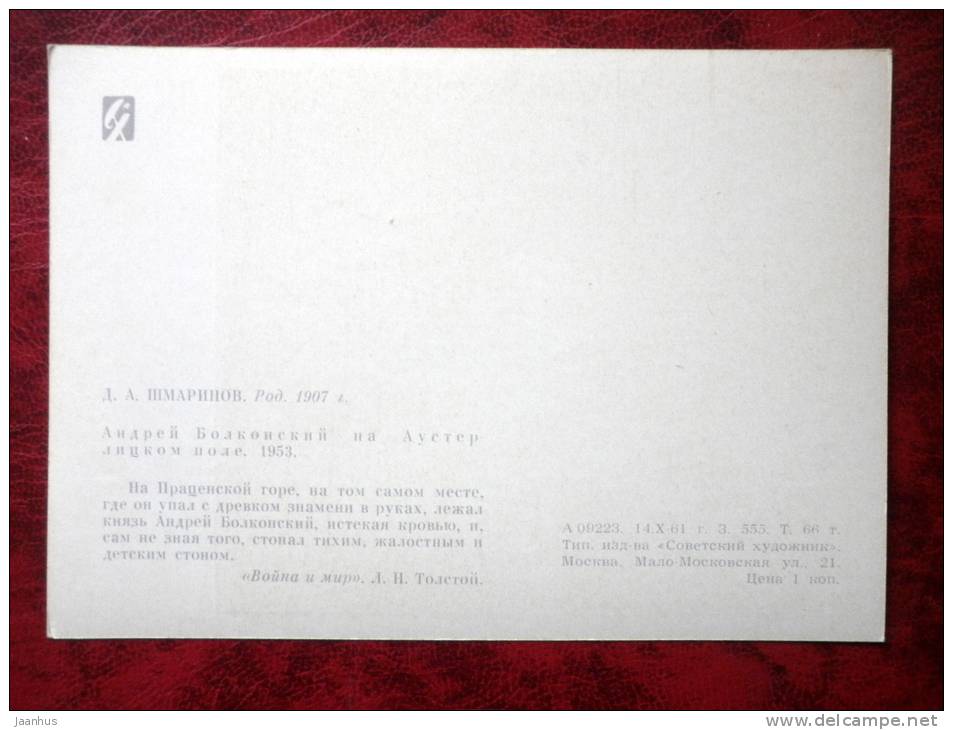 Д. А. ШМАРИНОВ. Род. 1907 г.
Андрей Болконский на Аустер
лицком поле. 1953.
На Праценской горе, на том самом месте,
где он упал с древком знамени в руках, лежал
князь Андрей Болконский, истекая кровью, и,
сам не зная того, стонал тихим, жалостным и
детским стоном.
«Война и мир». Л. Н. Толстой.
А 09223. 14.X-61 г. З. 555. Т. 66 т.
Тип. изд-ва «Советский художник».
Москва, Мало-Московская ул., 21.
Цена 1 коп.
jaanhus
www.delcampe.net